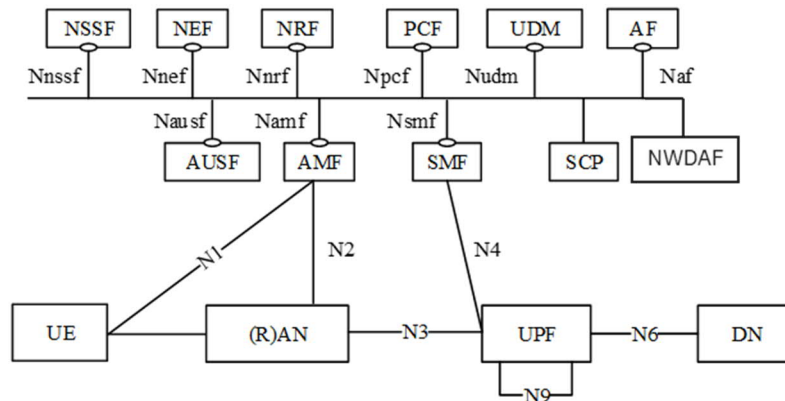 NSSF NEF NRF PCF UDM AF
Nnssf Nnef Nnrf Npcf Nudm Naf
Nausf Namf Nsmf
AUSF AMF SMF SCP NWDAF
N1 N2 N4
UE (R)AN N3 UPF N6 DN
N9